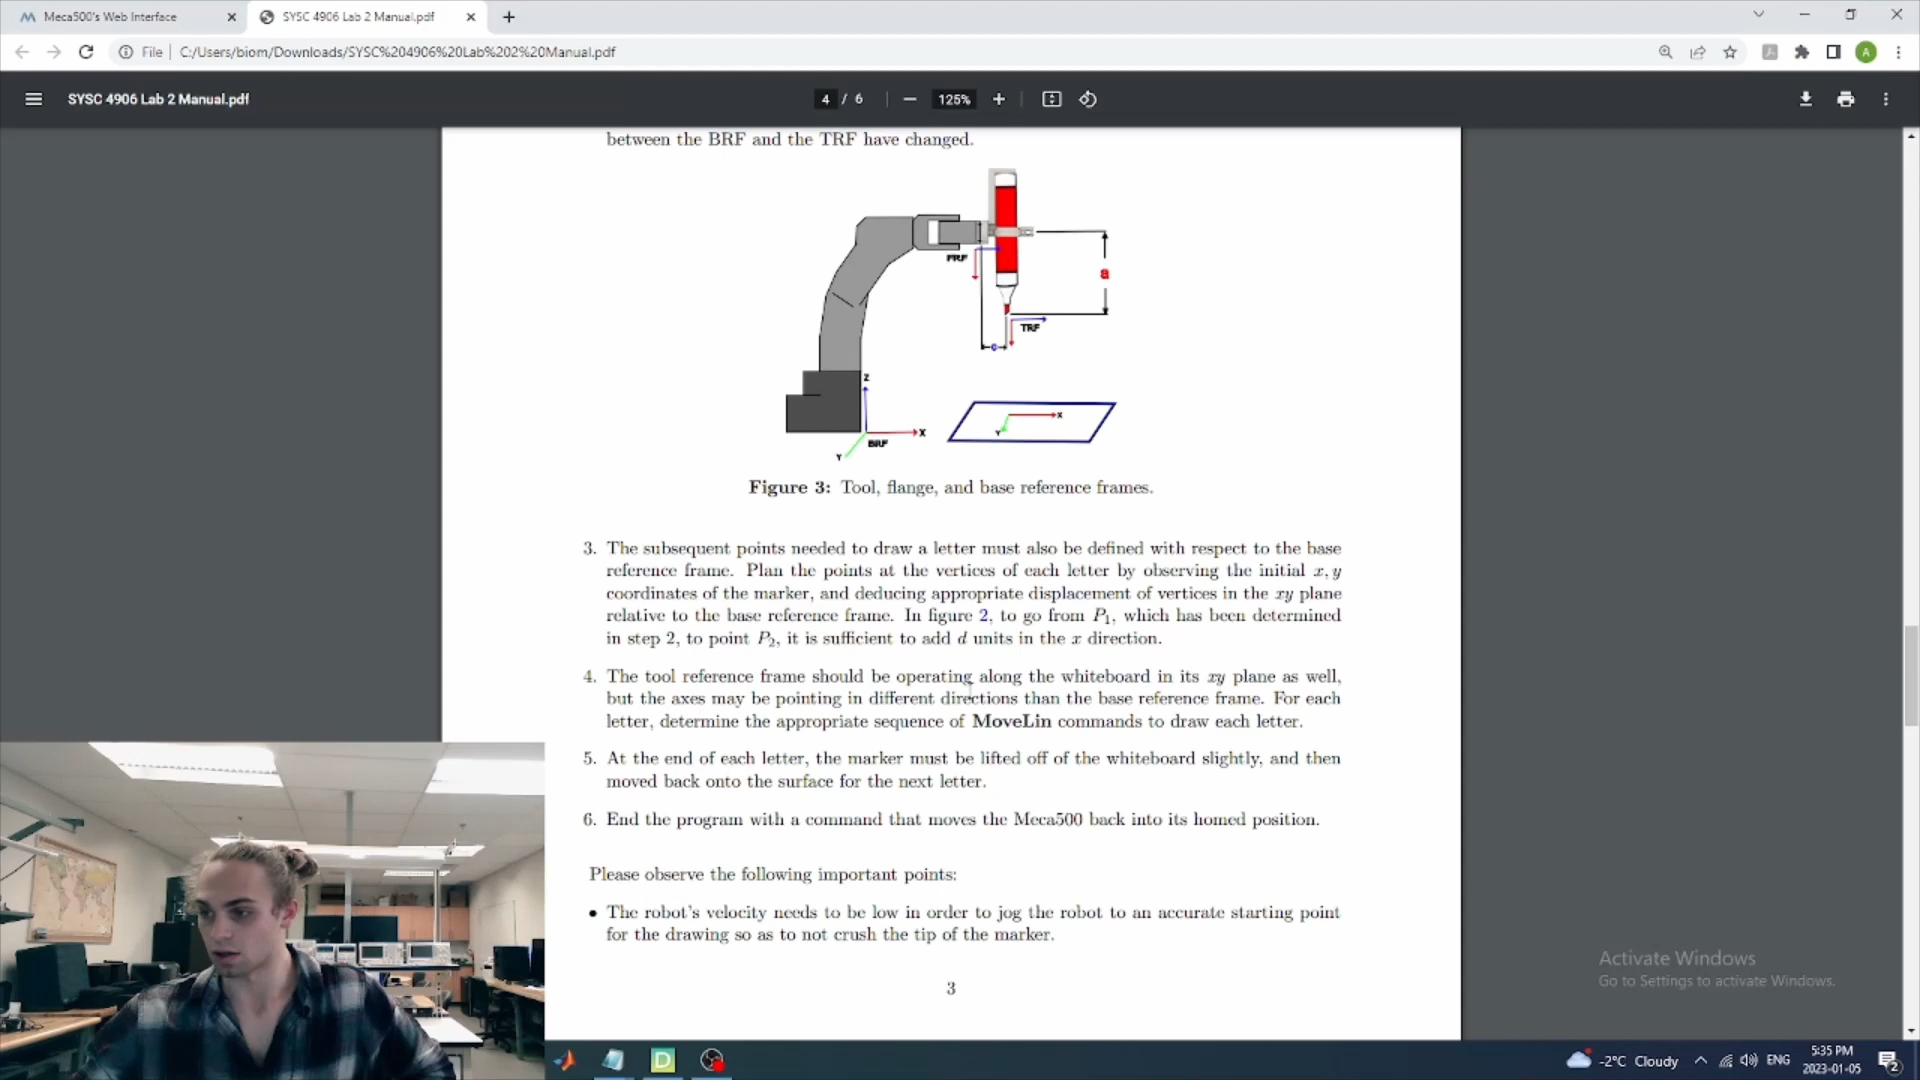 Meca500's Web Interface
SYSC 4906 Lab 2 Manual.pdf
File
C:/Users/biom/Downloads/SYSC%204906%20Lab%202%20Manual.pdf
A
SYSC 4906 Lab 2 Manual.pdf
4 / 6
125%
between the BRF and the TRF have changed.
FRF
a
TRF
c
Z
X
BRF
Y
X
Y
Figure 3: Tool, flange, and base reference frames.
3. The subsequent points needed to draw a letter must also be defined with respect to the base
reference frame. Plan the points at the vertices of each letter by observing the initial x, y
coordinates of the marker, and deducing appropriate displacement of vertices in the xy plane
relative to the base reference frame. In figure 2, to go from P₁, which has been determined
in step 2, to point P₂, it is sufficient to add d units in the x direction.
4. The tool reference frame should be operating along the whiteboard in its xy plane as well,
but the axes may be pointing in different directions than the base reference frame. For each
letter, determine the appropriate sequence of MoveLin commands to draw each letter.
5. At the end of each letter, the marker must be lifted off of the whiteboard slightly, and then
moved back onto the surface for the next letter.
6. End the program with a command that moves the Meca500 back into its homed position.
Please observe the following important points:
• The robot's velocity needs to be low in order to jog the robot to an accurate starting point
for the drawing so as to not crush the tip of the marker.
3
Activate Windows
Go to Settings to activate Windows.
D
-2°C Cloudy
ENG
5:35 PM
2023-01-05
2